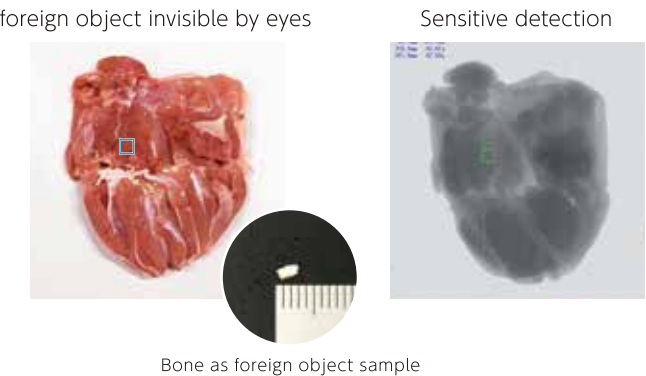 foreign object invisible by eyes
Sensitive detection
Bone as foreign object sample